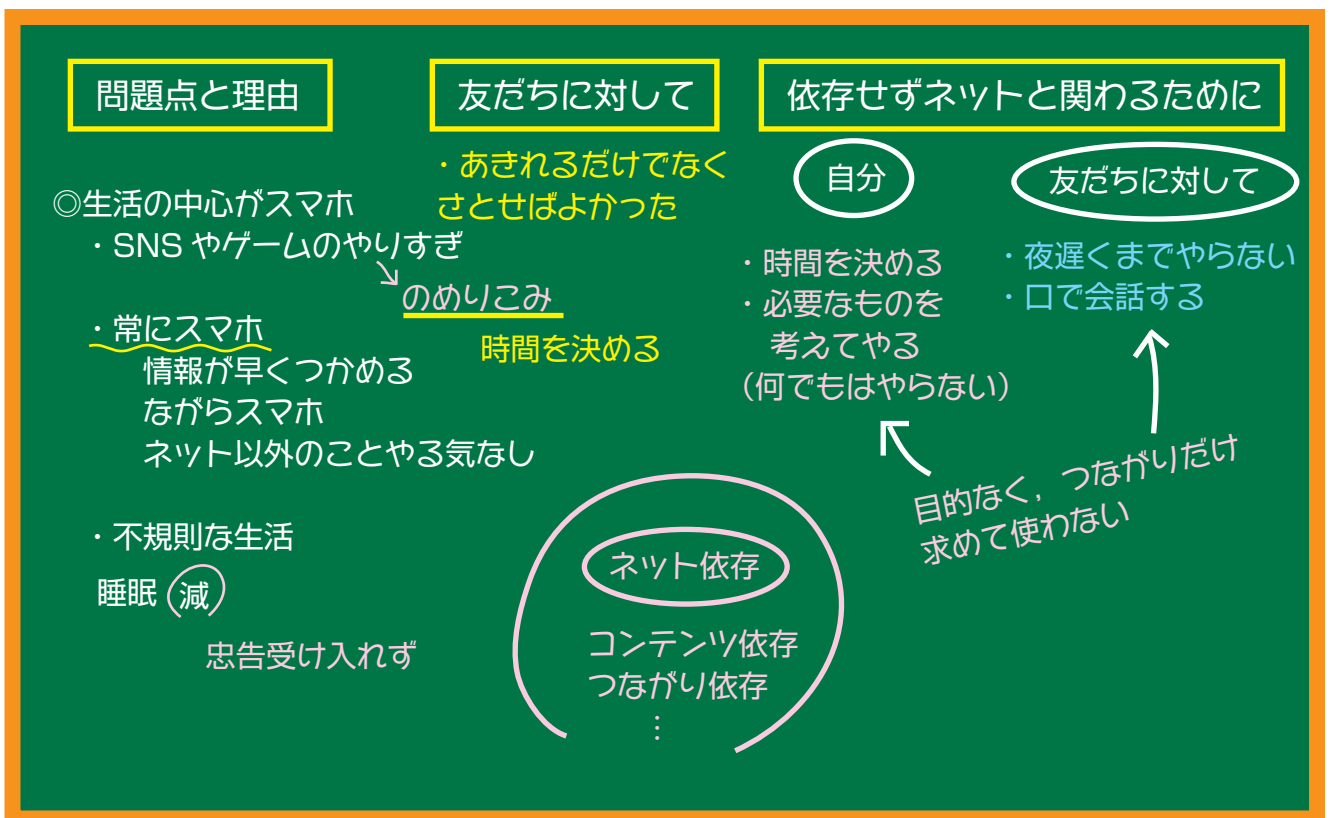 問題点と理由
◎生活の中心がスマホ
・SNSやゲームのやりすぎ
のめりこみ
・常にスマホ
情報が早くつかめる
ながらスマホ
ネット以外のことやる気なし
・不規則な生活
睡眠(減)
忠告受け入れず
友だちに対して
・あきれるだけでなく
さとせばよかった
時間を決める
ネット依存
コンテンツ依存
つながり依存
…
依存せずネットと関わるために
自分
・時間を決める
・必要なものを
考えてやる
(何でもはやらない)
友だちに対して
・夜遅くまでやらない
・口で会話する
目的なく,つながりだけ
求めて使わない